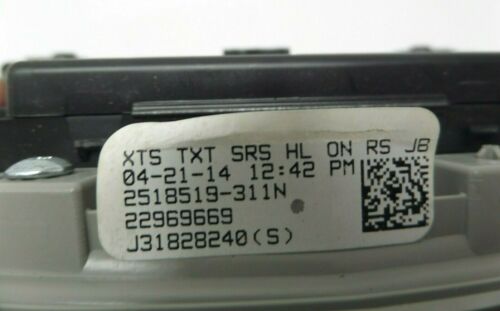 XTS TXT SRS HL ON RS JB
04-21-14 12:42 PM
2518519-311N
22969669
J31828240(S)